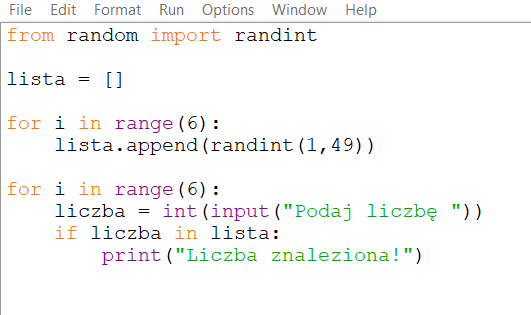 File Edit Format Run Options Window Help
from random import randint
lista = []
for i in range(6):
    lista.append(randint(1,49))
for i in range(6):
    liczba = int(input("Podaj liczbę "))
    if liczba in lista:
        print("Liczba znaleziona!")